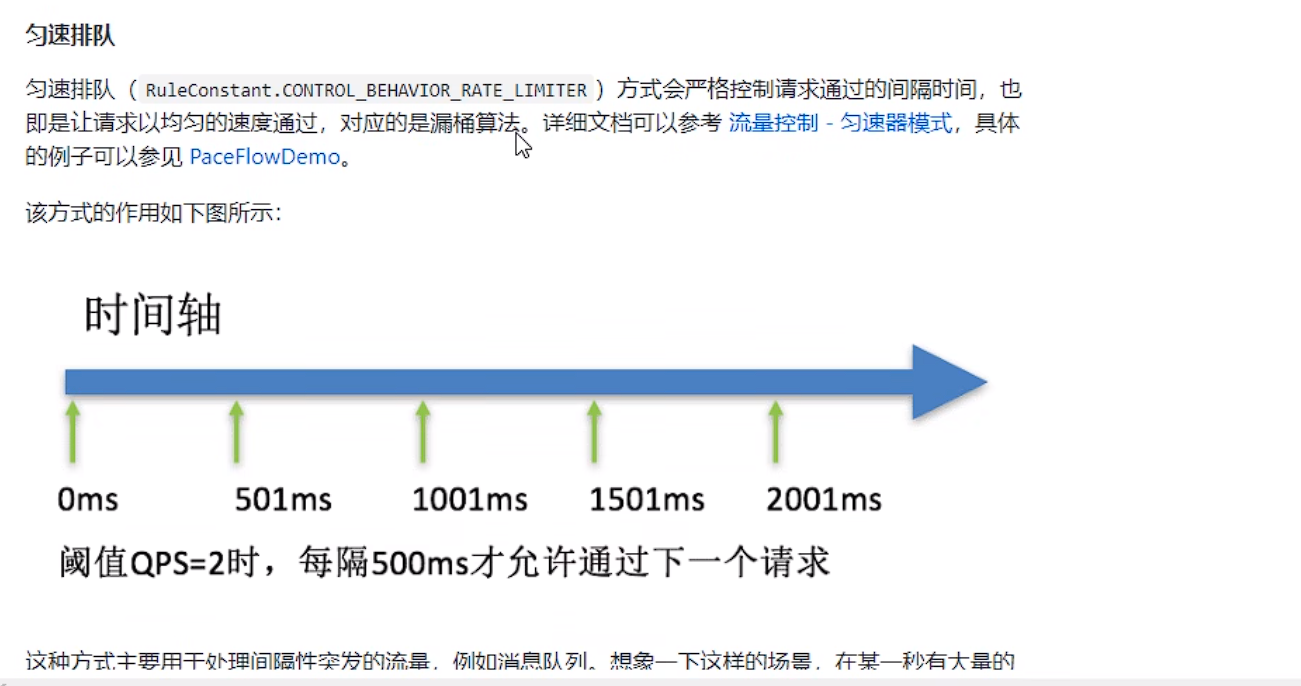 匀速排队
匀速排队（RuleConstant.CONTROL_BEHAVIOR_RATE_LIMITER）方式会严格控制请求通过的间隔时间，也
即是让请求以均匀的速度通过，对应的是漏桶算法。详细文档可以参考 流量控制 - 匀速器模式，具体
的例子可以参见 PaceFlowDemo。
该方式的作用如下图所示：
时间轴
0ms 501ms 1001ms 1501ms 2001ms
阈值QPS=2时，每隔500ms才允许通过下一个请求
这种方式主要用于处理间隔性突发的流量，例如消息队列。想象一下这样的场景，在某一秒有大量的